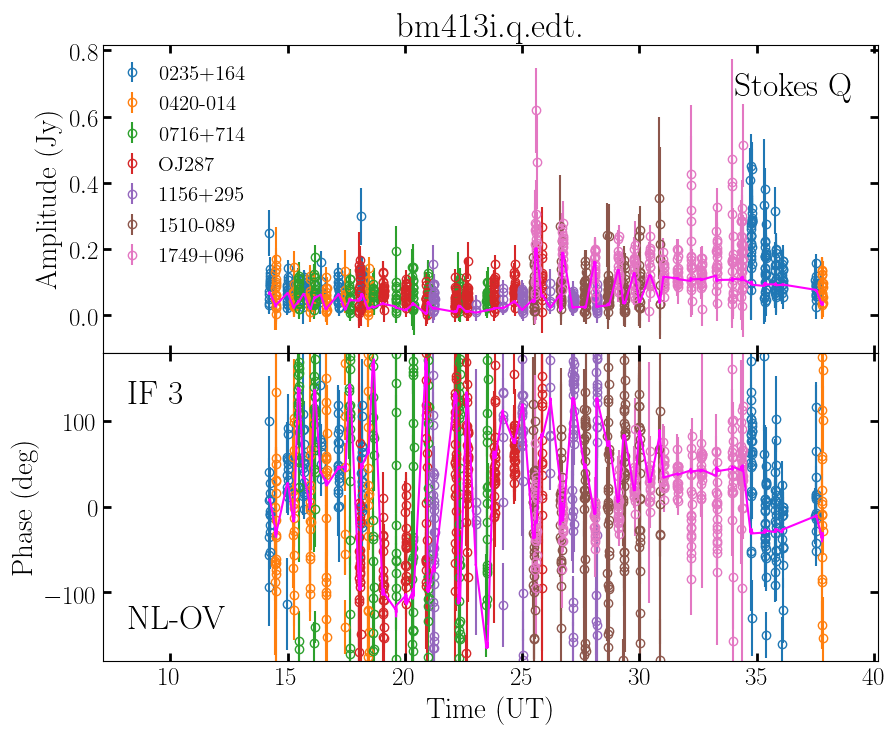 bm413i.q.edt.
0.8
0.6
0.4
0.2
0.0
Amplitude (Jy)
0235+164
0420-014
0716+714
OJ287
1156+295
1510-089
1749+096
Stokes Q
100
0
−100
Phase (deg)
IF 3
NL-OV
10 15 20 25 30 35 40
Time (UT)